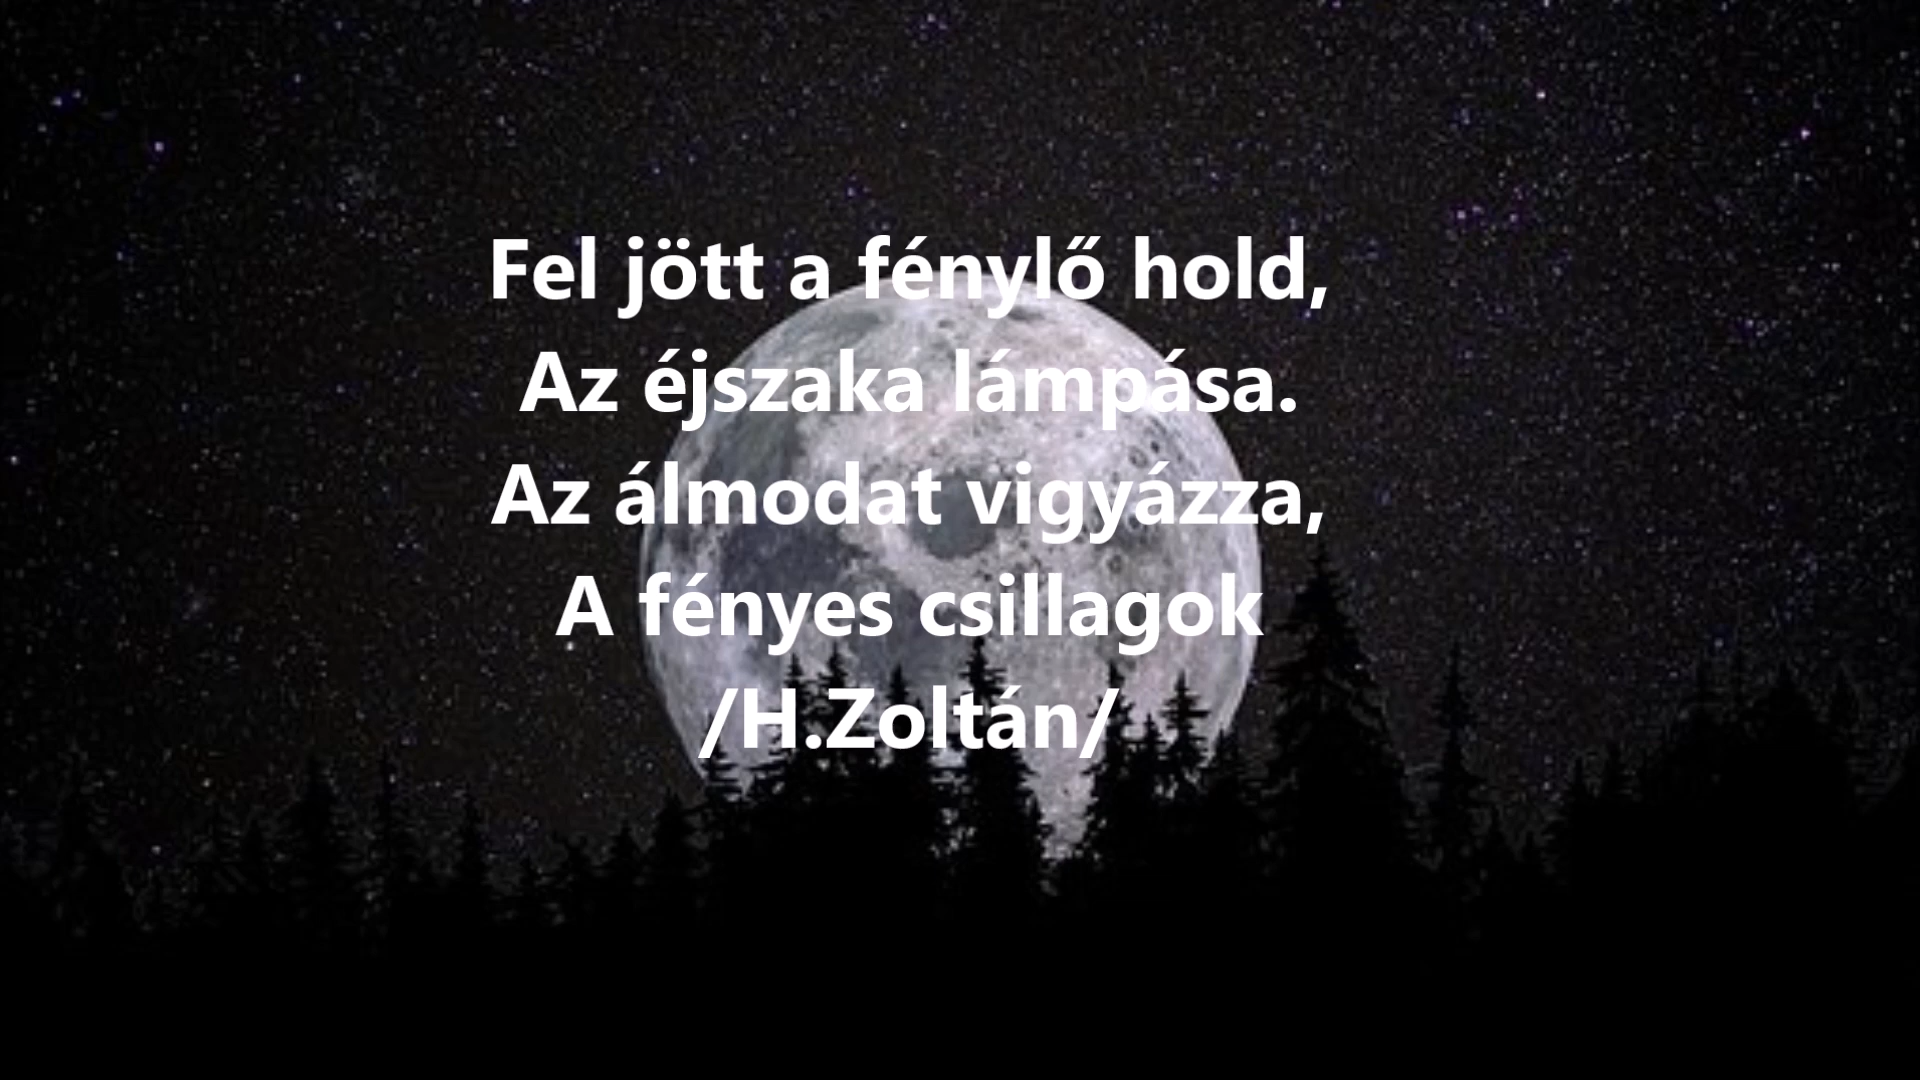 Fel jött a fénylő hold,
Az éjszaka lámpása.
Az álmodat vigyázza,
A fényes csillagok
/H.Zoltán/